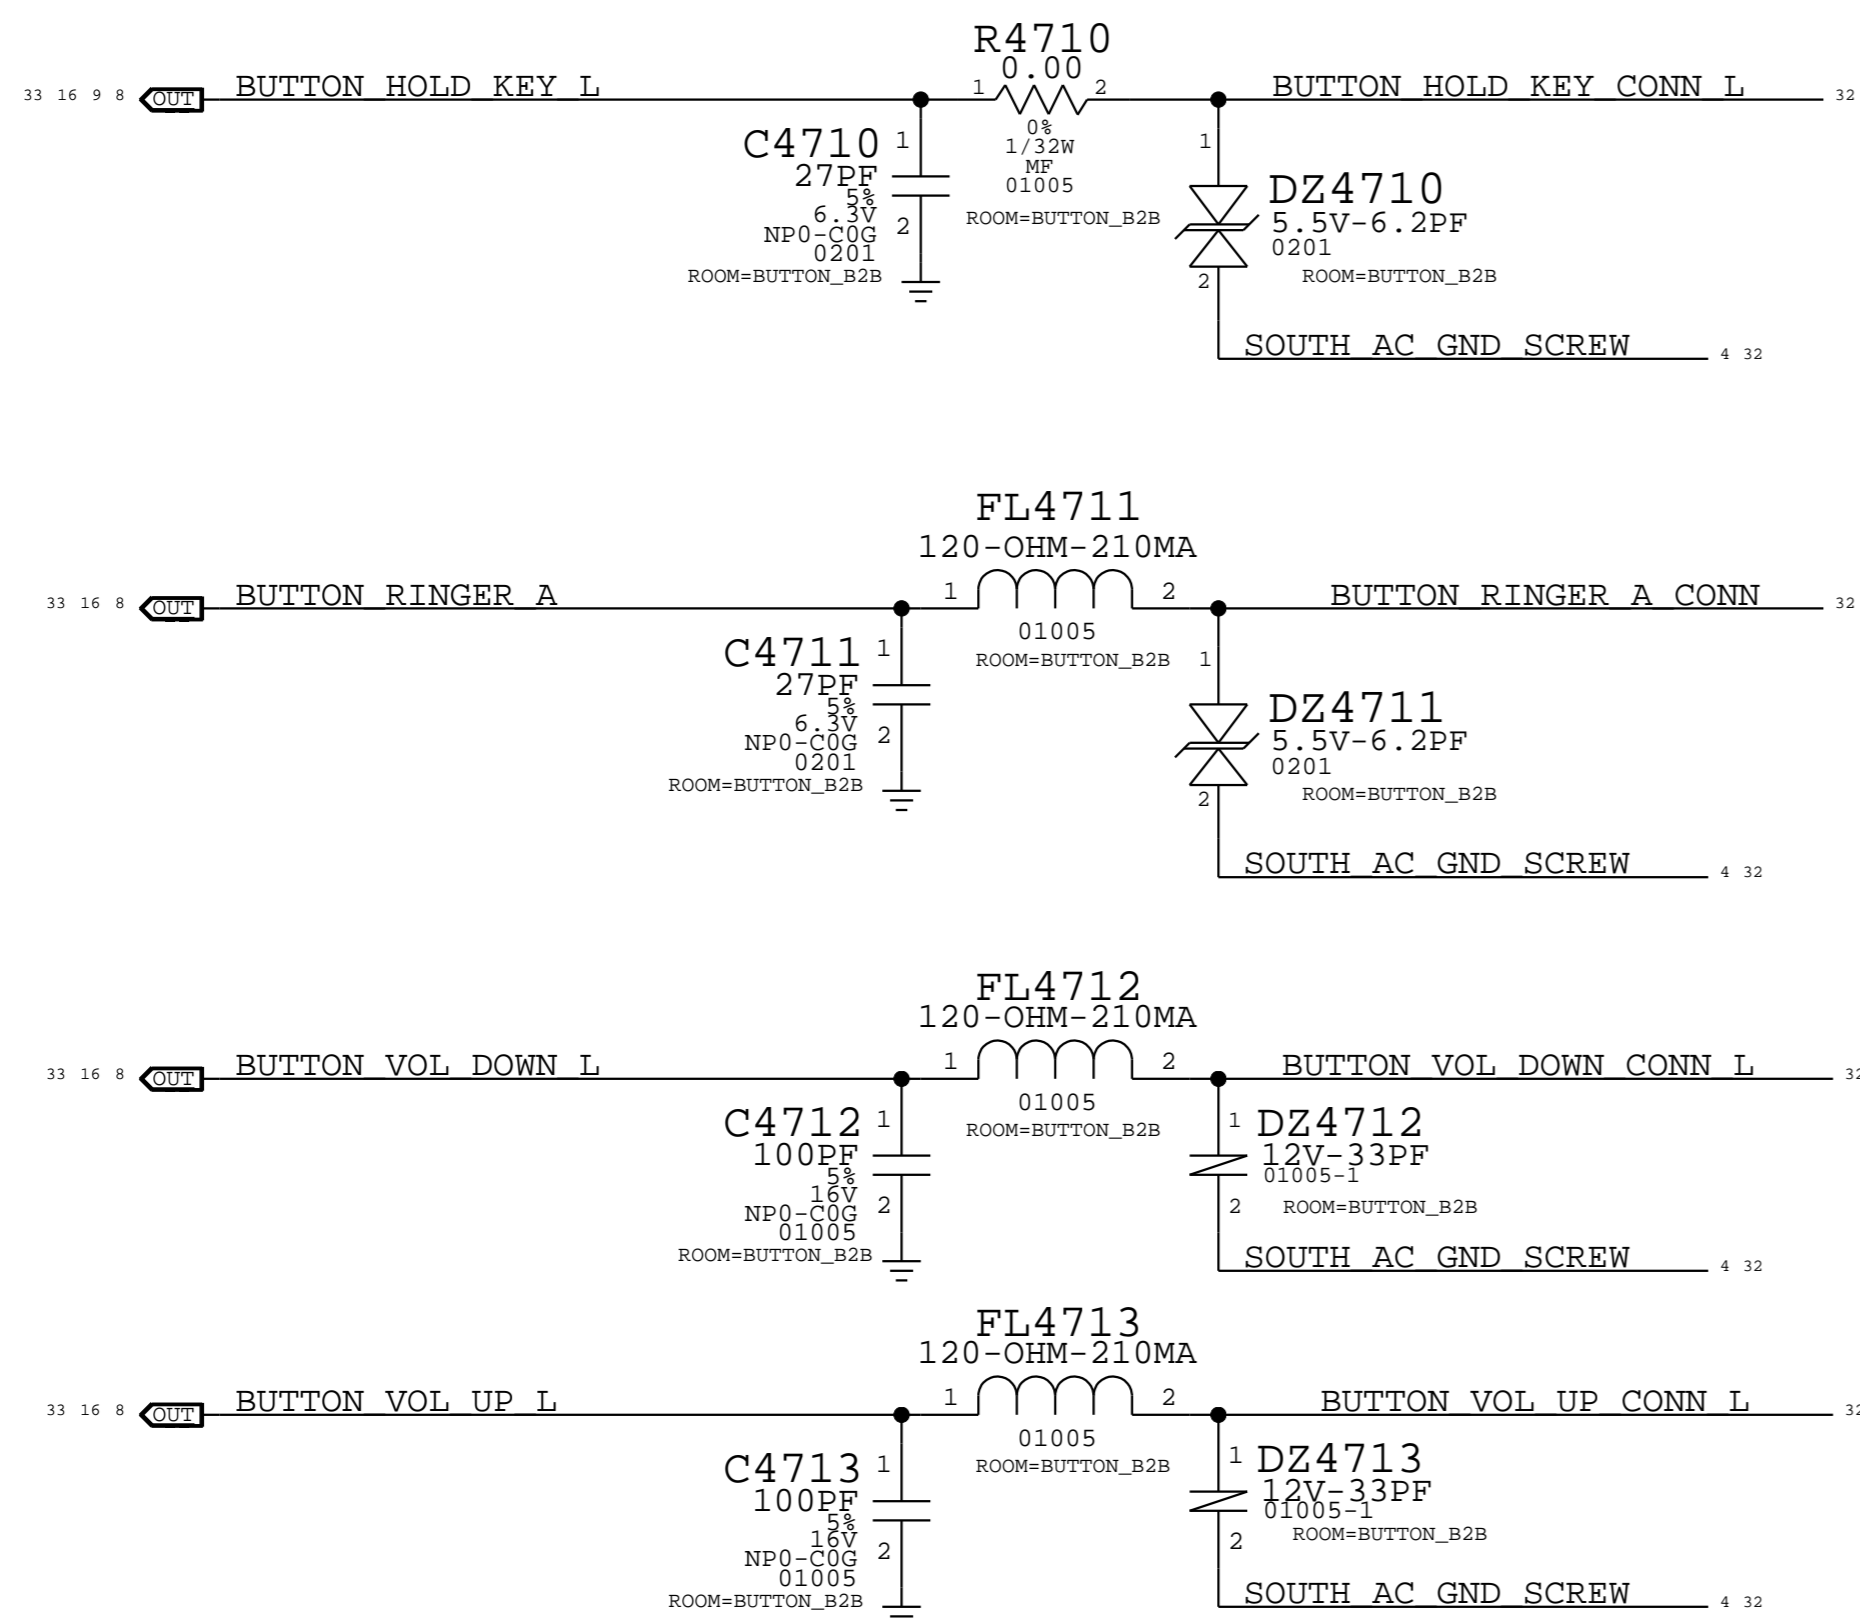 R4710
0.00
33 16 9 8 OUT BUTTON_HOLD_KEY_L 1 2 BUTTON_HOLD_KEY_CONN_L 32
C4710 1
27PF
5%
6.3V
NP0-C0G 2
0201
ROOM=BUTTON_B2B
0%
1/32W
MF
01005
ROOM=BUTTON_B2B
1
DZ4710
5.5V-6.2PF
0201
ROOM=BUTTON_B2B
2
SOUTH_AC_GND_SCREW 4 32
FL4711
120-OHM-210MA
33 16 8 OUT BUTTON_RINGER_A 1 2 BUTTON_RINGER_A_CONN 32
01005
ROOM=BUTTON_B2B
C4711 1
27PF
5%
6.3V
NP0-C0G 2
0201
ROOM=BUTTON_B2B
1
DZ4711
5.5V-6.2PF
0201
ROOM=BUTTON_B2B
2
SOUTH_AC_GND_SCREW 4 32
FL4712
120-OHM-210MA
33 16 8 OUT BUTTON_VOL_DOWN_L 1 2 BUTTON_VOL_DOWN_CONN_L 32
01005
ROOM=BUTTON_B2B
C4712 1
100PF
5%
16V
NP0-C0G 2
01005
ROOM=BUTTON_B2B
1 DZ4712
12V-33PF
01005-1
2 ROOM=BUTTON_B2B
SOUTH_AC_GND_SCREW 4 32
FL4713
120-OHM-210MA
33 16 8 OUT BUTTON_VOL_UP_L 1 2 BUTTON_VOL_UP_CONN_L 32
01005
ROOM=BUTTON_B2B
C4713 1
100PF
5%
16V
NP0-C0G 2
01005
ROOM=BUTTON_B2B
1 DZ4713
12V-33PF
01005-1
ROOM=BUTTON_B2B
2
SOUTH_AC_GND_SCREW 4 32